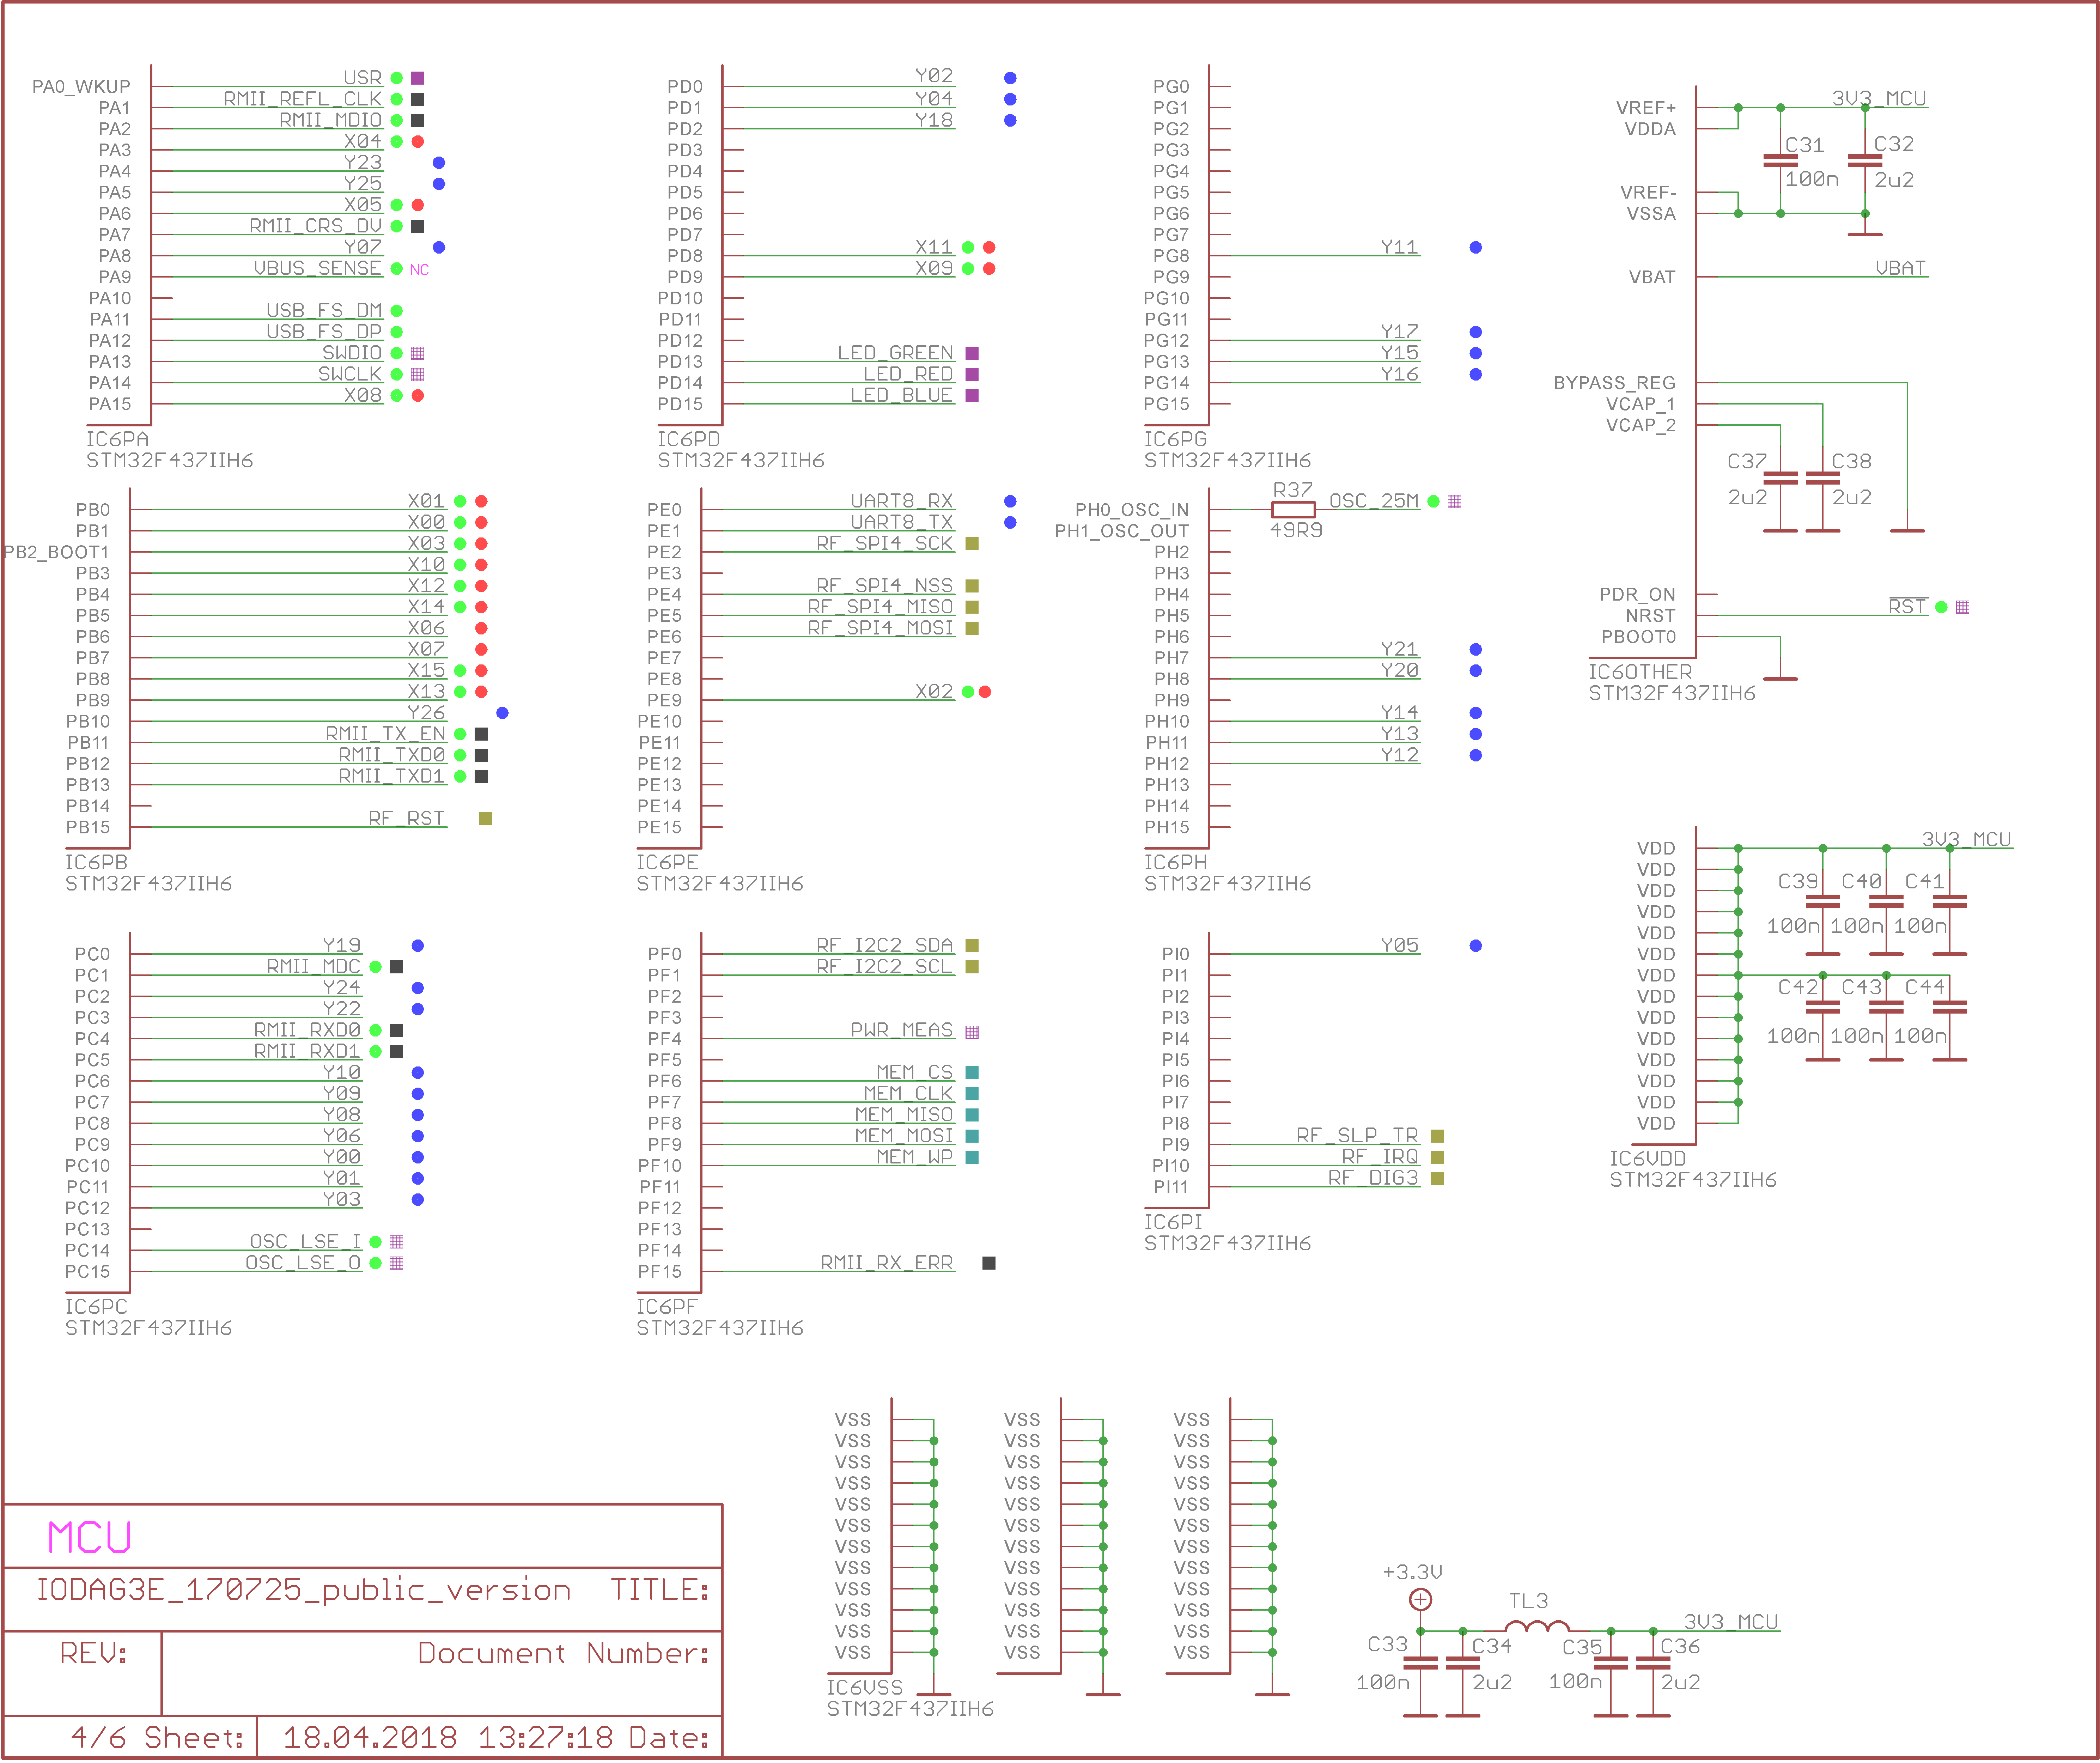 PA0_WKUP USR
PA1 RMII_REFL_CLK
PA2 RMII_MDIO
PA3 X04
PA4 Y23
PA5 Y25
PA6 X05
PA7 RMII_CRS_DV
PA8 Y07
PA9 VBUS_SENSE NC
PA10
PA11 USB_FS_DM
PA12 USB_FS_DP
PA13 SWDIO
PA14 SWCLK
PA15 X08
IC6PA
STM32F437IIH6
PD0 Y02
PD1 Y04
PD2 Y18
PD3
PD4
PD5
PD6
PD7
PD8 X11
PD9 X09
PD10
PD11
PD12
PD13 LED_GREEN
PD14 LED_RED
PD15 LED_BLUE
IC6PD
STM32F437IIH6
PG0
PG1
PG2
PG3
PG4
PG5
PG6
PG7
PG8 Y11
PG9
PG10
PG11
PG12 Y17
PG13 Y15
PG14 Y16
PG15
IC6PG
STM32F437IIH6
VREF+ 3V3_MCU
VDDA
C31 C32
100n 2u2
VREF-
VSSA
VBAT VBAT
BYPASS_REG
VCAP_1
VCAP_2
C37 C38
2u2 2u2
PDR_ON
NRST RST
PBOOT0
IC6OTHER
STM32F437IIH6
PB0 X01
PB1 X00
PB2_BOOT1 X03
PB3 X10
PB4 X12
PB5 X14
PB6 X06
PB7 X07
PB8 X15
PB9 X13
PB10 Y26
PB11 RMII_TX_EN
PB12 RMII_TXD0
PB13 RMII_TXD1
PB14
PB15 RF_RST
IC6PB
STM32F437IIH6
PE0 UART8_RX
PE1 UART8_TX
PE2 RF_SPI4_SCK
PE3
PE4 RF_SPI4_NSS
PE5 RF_SPI4_MISO
PE6 RF_SPI4_MOSI
PE7
PE8
PE9 X02
PE10
PE11
PE12
PE13
PE14
PE15
IC6PE
STM32F437IIH6
PH0_OSC_IN R37 OSC_25M
PH1_OSC_OUT 49R9
PH2
PH3
PH4
PH5
PH6
PH7 Y21
PH8 Y20
PH9
PH10 Y14
PH11 Y13
PH12 Y12
PH13
PH14
PH15
IC6PH
STM32F437IIH6
VDD 3V3_MCU
VDD
VDD
VDD
VDD
VDD
VDD
VDD
VDD
VDD
VDD
VDD
VDD
VDD
C39 C40 C41
100n 100n 100n
C42 C43 C44
100n 100n 100n
IC6VDD
STM32F437IIH6
PC0 Y19
PC1 RMII_MDC
PC2 Y24
PC3 Y22
PC4 RMII_RXD0
PC5 RMII_RXD1
PC6 Y10
PC7 Y09
PC8 Y08
PC9 Y06
PC10 Y00
PC11 Y01
PC12 Y03
PC13
PC14 OSC_LSE_I
PC15 OSC_LSE_O
IC6PC
STM32F437IIH6
PF0 RF_I2C2_SDA
PF1 RF_I2C2_SCL
PF2
PF3
PF4 PWR_MEAS
PF5
PF6 MEM_CS
PF7 MEM_CLK
PF8 MEM_MISO
PF9 MEM_MOSI
PF10 MEM_WP
PF11
PF12
PF13
PF14
PF15 RMII_RX_ERR
IC6PF
STM32F437IIH6
PI0 Y05
PI1
PI2
PI3
PI4
PI5
PI6
PI7
PI8
PI9 RF_SLP_TR
PI10 RF_IRQ
PI11 RF_DIG3
IC6PI
STM32F437IIH6
VSS VSS VSS
VSS VSS VSS
VSS VSS VSS
VSS VSS VSS
VSS VSS VSS
VSS VSS VSS
VSS VSS VSS
VSS VSS VSS
VSS VSS VSS
VSS VSS VSS
VSS VSS VSS
VSS VSS VSS
IC6VSS
STM32F437IIH6
+3.3V
TL3
3V3_MCU
C33 C34 C35 C36
100n 2u2 100n 2u2
MCU
IODAG3E_170725_public_version TITLE:
REV: Document Number:
4/6 Sheet: 18.04.2018 13:27:18 Date: